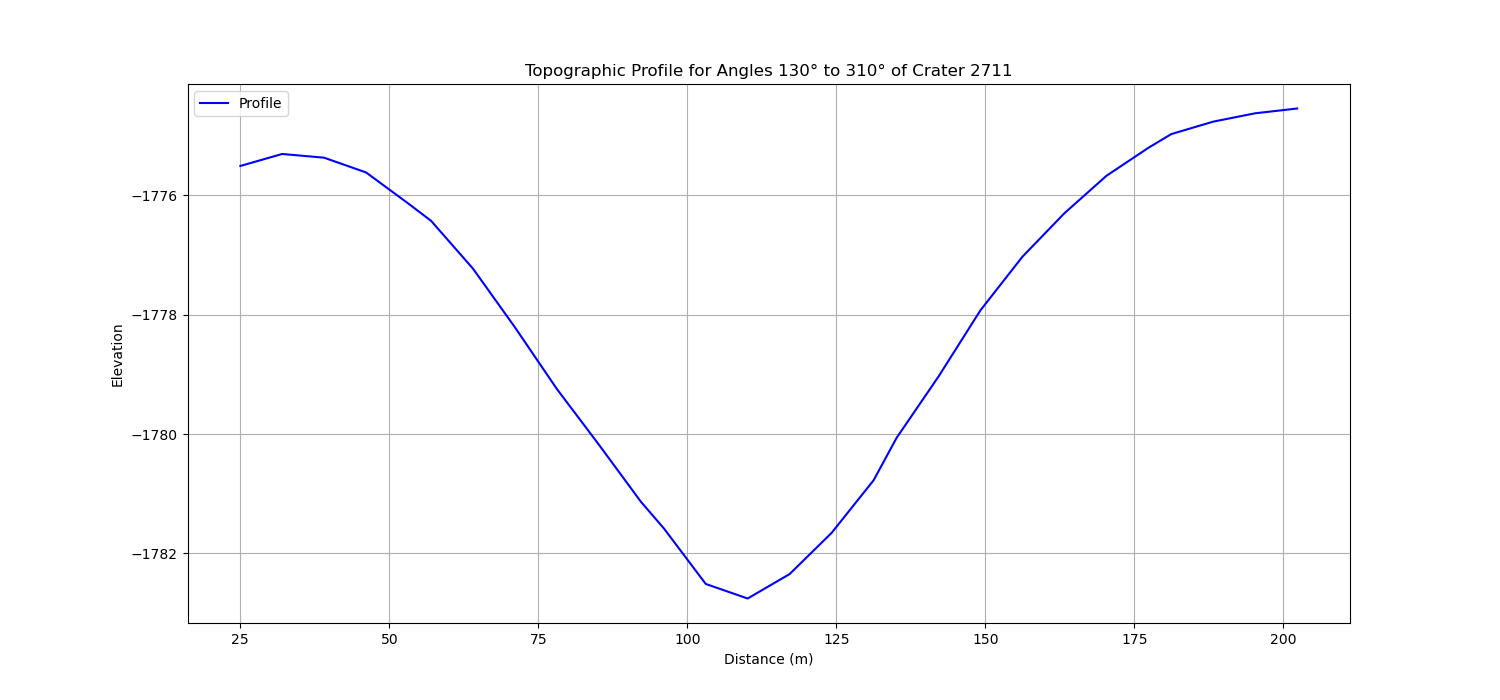 Topographic Profile for Angles 130° to 310° of Crater 2711
Profile
Elevation
−1776
−1778
−1780
−1782
25 50 75 100 125 150 175 200
Distance (m)